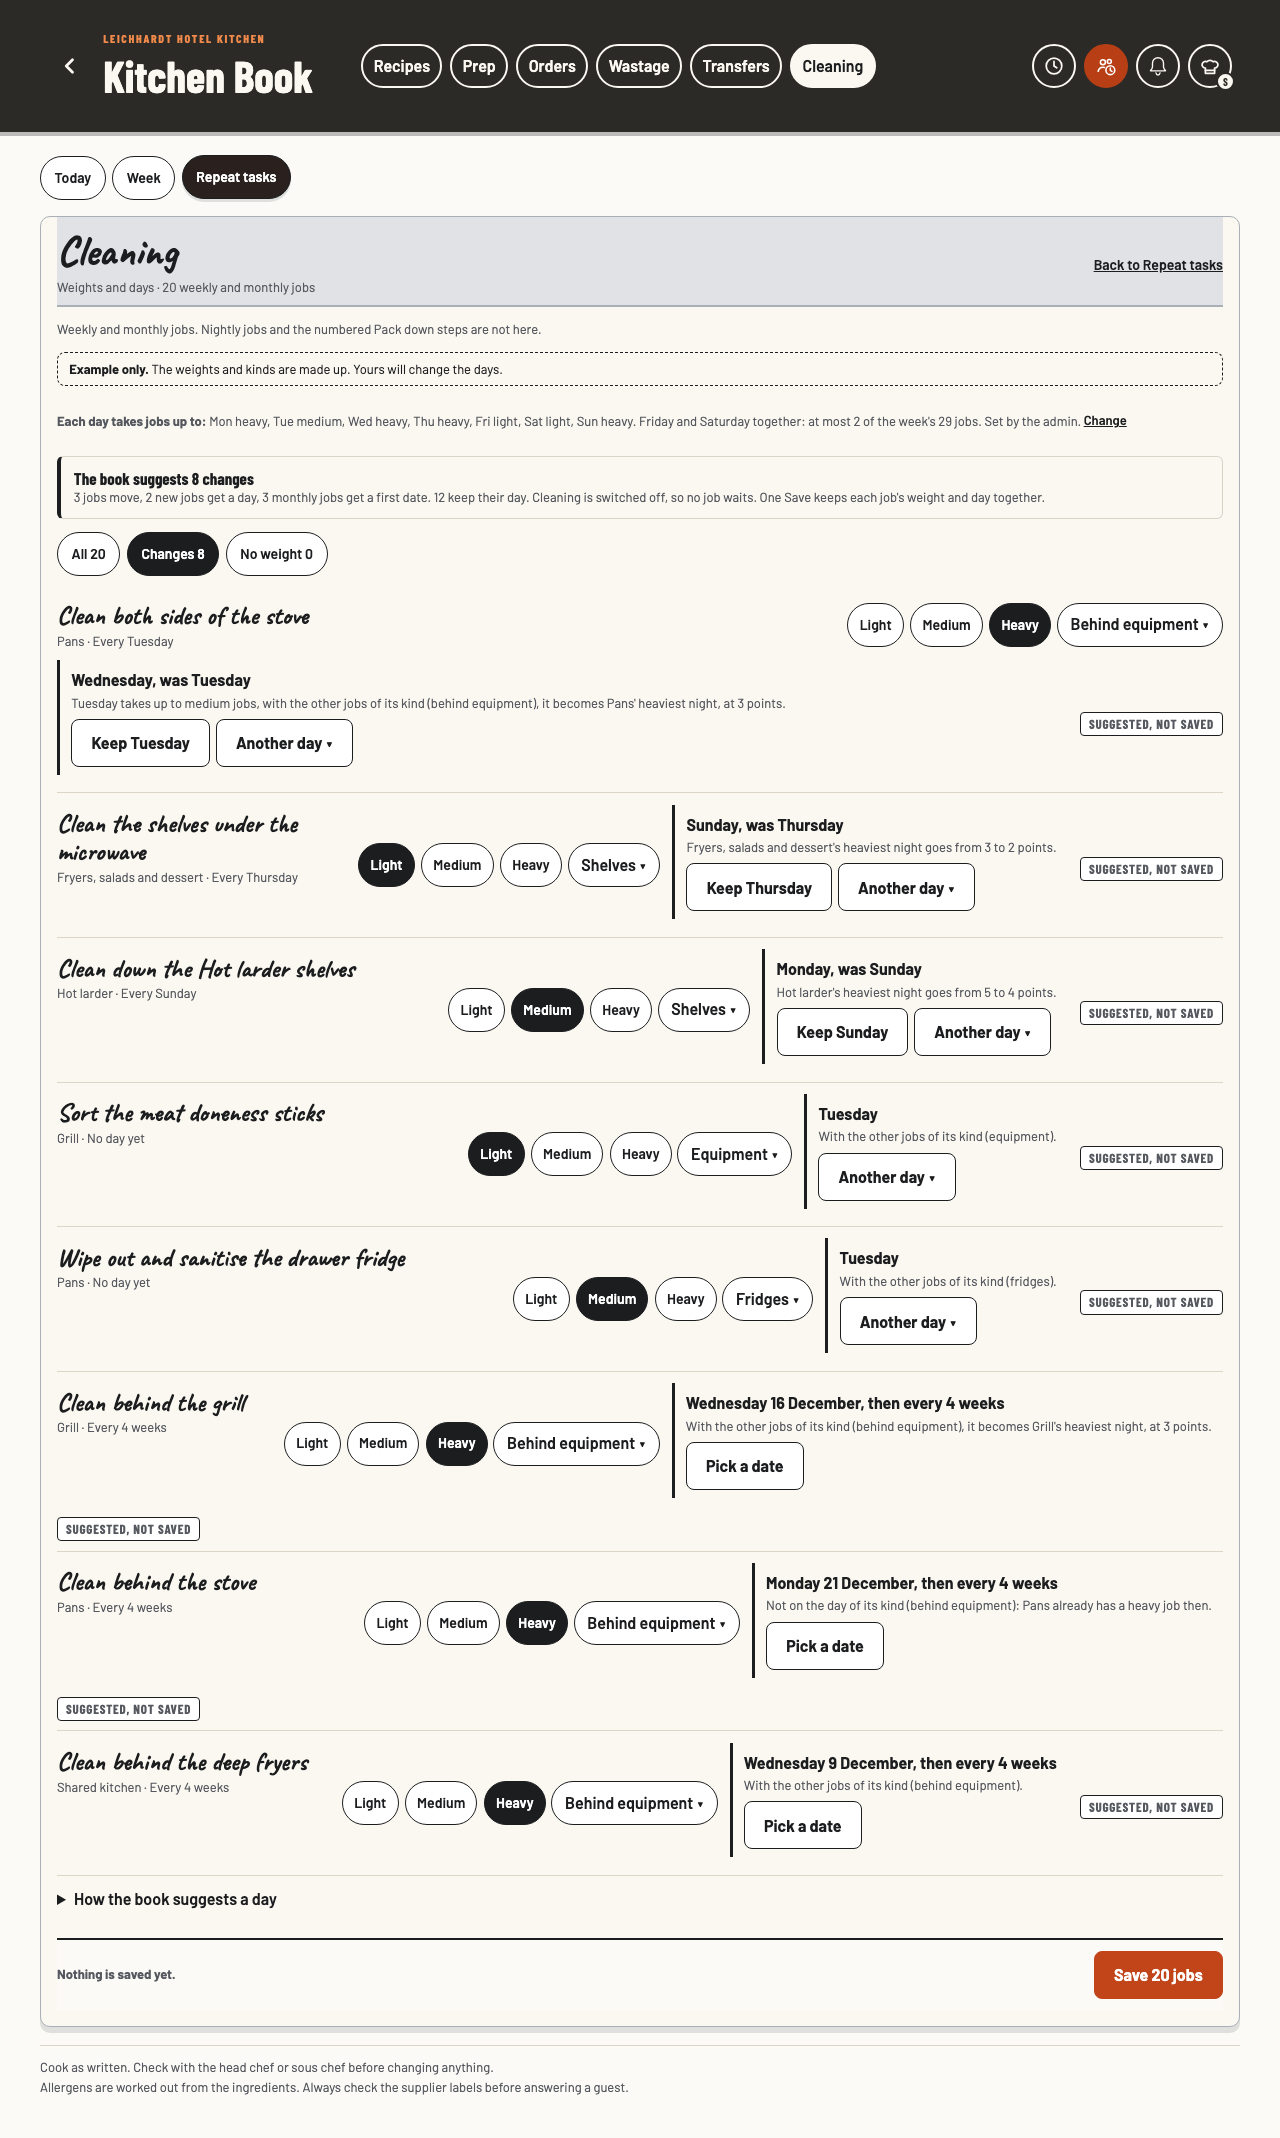 LEICHHARDT HOTEL KITCHEN
Kitchen Book
Recipes
Prep
Orders
Wastage
Transfers
Cleaning
$
Today
Week
Repeat tasks
Cleaning
Back to Repeat tasks
Weights and days · 20 weekly and monthly jobs
Weekly and monthly jobs. Nightly jobs and the numbered Pack down steps are not here.
Example only. The weights and kinds are made up. Yours will change the days.
Each day takes jobs up to: Mon heavy, Tue medium, Wed heavy, Thu heavy, Fri light, Sat light, Sun heavy. Friday and Saturday together: at most 2 of the week's 29 jobs. Set by the admin. Change
The book suggests 8 changes
3 jobs move, 2 new jobs get a day, 3 monthly jobs get a first date. 12 keep their day. Cleaning is switched off, so no job waits. One Save keeps each job's weight and day together.
All 20
Changes 8
No weight 0
Clean both sides of the stove
Pans · Every Tuesday
Light
Medium
Heavy
Behind equipment ▾
Wednesday, was Tuesday
Tuesday takes up to medium jobs, with the other jobs of its kind (behind equipment), it becomes Pans' heaviest night, at 3 points.
Keep Tuesday
Another day ▾
SUGGESTED, NOT SAVED
Clean the shelves under the
microwave
Fryers, salads and dessert · Every Thursday
Light
Medium
Heavy
Shelves ▾
Sunday, was Thursday
Fryers, salads and dessert's heaviest night goes from 3 to 2 points.
Keep Thursday
Another day ▾
SUGGESTED, NOT SAVED
Clean down the Hot larder shelves
Hot larder · Every Sunday
Light
Medium
Heavy
Shelves ▾
Monday, was Sunday
Hot larder's heaviest night goes from 5 to 4 points.
Keep Sunday
Another day ▾
SUGGESTED, NOT SAVED
Sort the meat doneness sticks
Grill · No day yet
Light
Medium
Heavy
Equipment ▾
Tuesday
With the other jobs of its kind (equipment).
Another day ▾
SUGGESTED, NOT SAVED
Wipe out and sanitise the drawer fridge
Pans · No day yet
Light
Medium
Heavy
Fridges ▾
Tuesday
With the other jobs of its kind (fridges).
Another day ▾
SUGGESTED, NOT SAVED
Clean behind the grill
Grill · Every 4 weeks
Light
Medium
Heavy
Behind equipment ▾
Wednesday 16 December, then every 4 weeks
With the other jobs of its kind (behind equipment), it becomes Grill's heaviest night, at 3 points.
Pick a date
SUGGESTED, NOT SAVED
Clean behind the stove
Pans · Every 4 weeks
Light
Medium
Heavy
Behind equipment ▾
Monday 21 December, then every 4 weeks
Not on the day of its kind (behind equipment): Pans already has a heavy job then.
Pick a date
SUGGESTED, NOT SAVED
Clean behind the deep fryers
Shared kitchen · Every 4 weeks
Light
Medium
Heavy
Behind equipment ▾
Wednesday 9 December, then every 4 weeks
With the other jobs of its kind (behind equipment).
Pick a date
SUGGESTED, NOT SAVED
▶ How the book suggests a day
Nothing is saved yet.
Save 20 jobs
Cook as written. Check with the head chef or sous chef before changing anything.
Allergens are worked out from the ingredients. Always check the supplier labels before answering a guest.